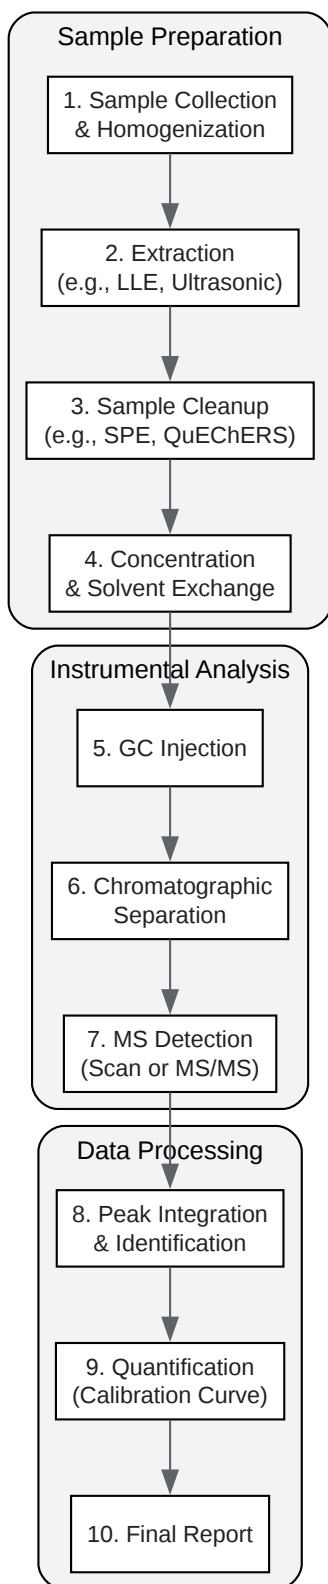 Sample Preparation
1. Sample Collection
& Homogenization
2. Extraction
(e.g., LLE, Ultrasonic)
3. Sample Cleanup
(e.g., SPE, QuEChERS)
4. Concentration
& Solvent Exchange
Instrumental Analysis
5. GC Injection
6. Chromatographic
Separation
7. MS Detection
(Scan or MS/MS)
Data Processing
8. Peak Integration
& Identification
9. Quantification
(Calibration Curve)
10. Final Report